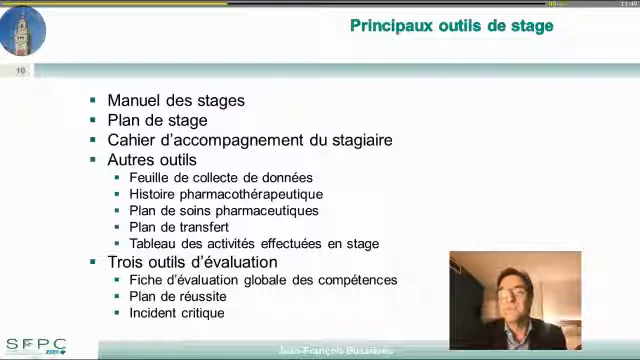 Principaux outils de stage
10
Manuel des stages
Plan de stage
Cahier d'accompagnement du stagiaire
Autres outils
Feuille de collecte de données
Histoire pharmacothérapeutique
Plan de soins pharmaceutiques
Plan de transfert
Tableau des activités effectuées en stage
Trois outils d'évaluation
Fiche d'évaluation globale des compétences
Plan de réussite
Incident critique
SFPC
Jean-François Bussières